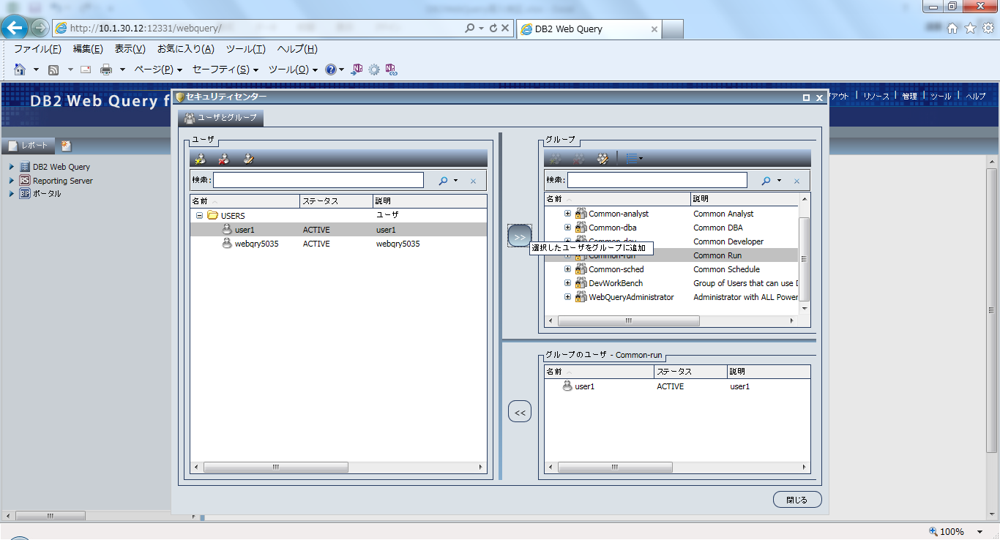 http://10.1.30.12:12331/webquery/
DB2 Web Query
ファイル(F) 編集(E) 表示(V) お気に入り(A) ツール(T) ヘルプ(H)
ページ(P) セーフティ(S) ツール(O)
DB2 Web Query f
アウト リソース 管理 ツール ヘルプ
セキュリティセンター
ユーザとグループ
レポート
DB2 Web Query
Reporting Server
ポータル
ユーザ
検索:
名前 ステータス 説明
USERS ユーザ
user1 ACTIVE user1
webqry5035 ACTIVE webqry5035
>>
選択したユーザをグループに追加
<<
グループ
検索:
名前 説明
Common-analyst Common Analyst
Common-dba Common DBA
Common-dev Common Developer
Common-run Common Run
Common-sched Common Schedule
DevWorkBench Group of Users that can use D
WebQueryAdministrator Administrator with ALL Power
グループのユーザ - Common-run
名前 ステータス 説明
user1 ACTIVE user1
閉じる
100%